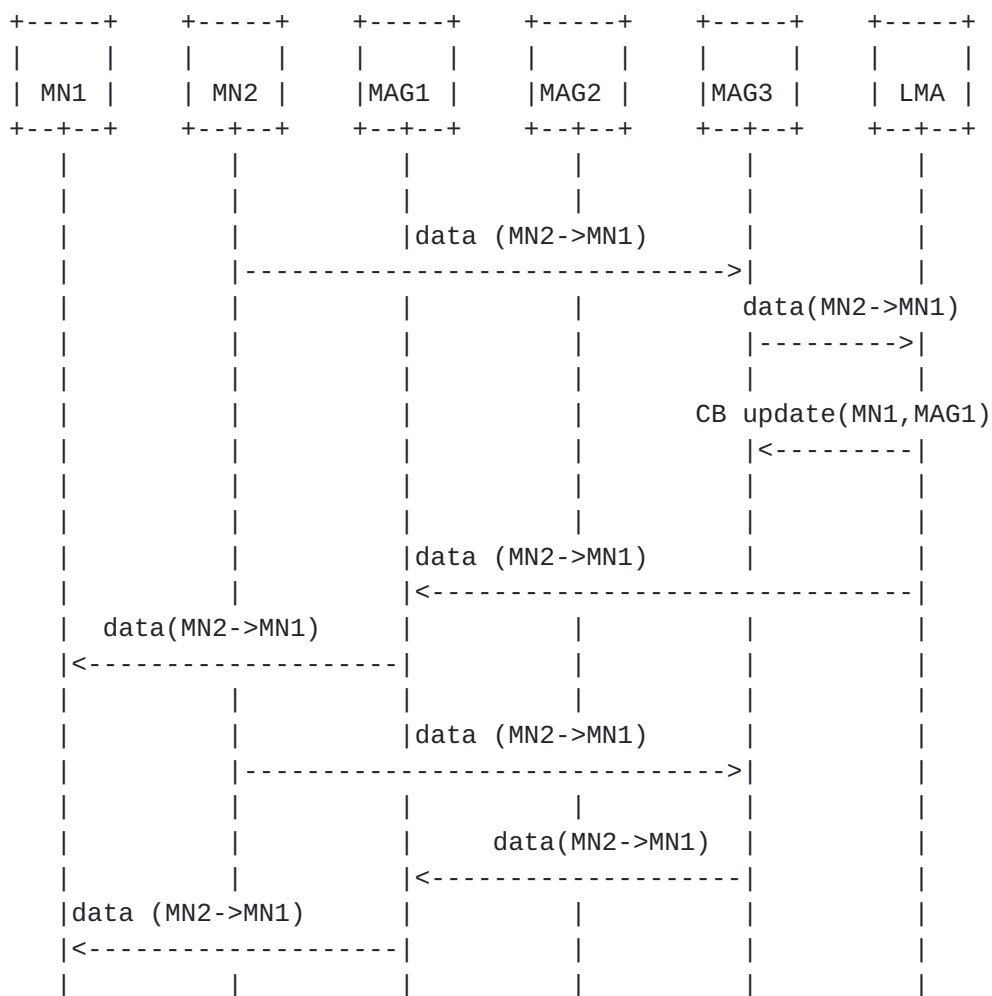 MN1 MN2 MAG1 MAG2 MAG3 LMA
data (MN2->MN1)
data(MN2->MN1)
CB update(MN1,MAG1)
data (MN2->MN1)
data(MN2->MN1)
data (MN2->MN1)
data(MN2->MN1)
data (MN2->MN1)